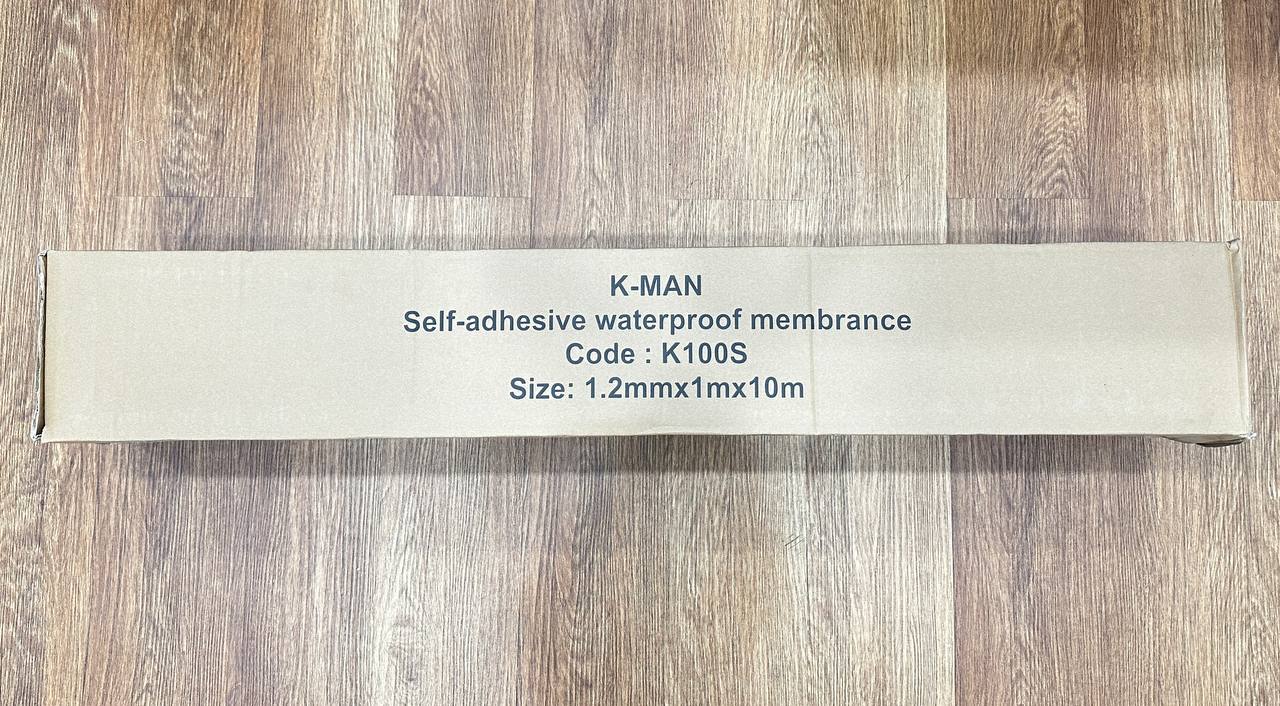 K-MAN
Self-adhesive waterproof membrance
Code : K100S
Size: 1.2mmx1mx10m